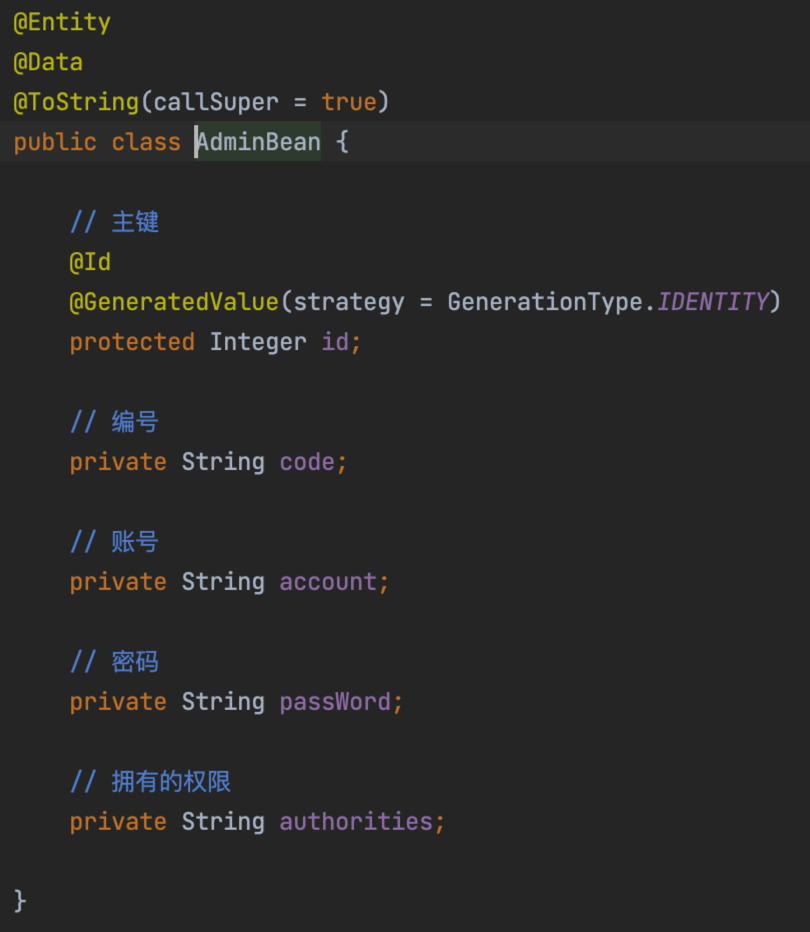 @Entity
@Data
@ToString(callSuper = true)
public class AdminBean {
// 主键
@Id
@GeneratedValue(strategy = GenerationType.IDENTITY)
protected Integer id;
// 编号
private String code;
// 账号
private String account;
// 密码
private String passWord;
// 拥有的权限
private String authorities;
}